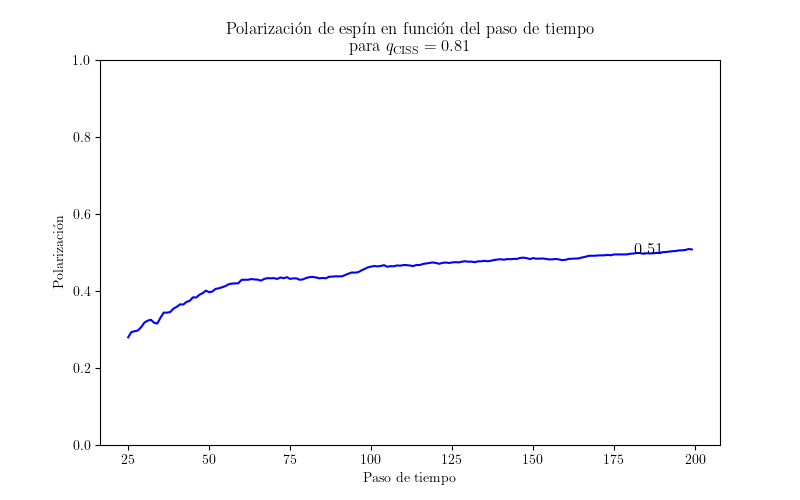 Polarización de espín en función del paso de tiempo
para q_CISS = 0.81
1.0
0.8
0.6
0.4
0.2
0.0
Polarización
0.51
25 50 75 100 125 150 175 200
Paso de tiempo